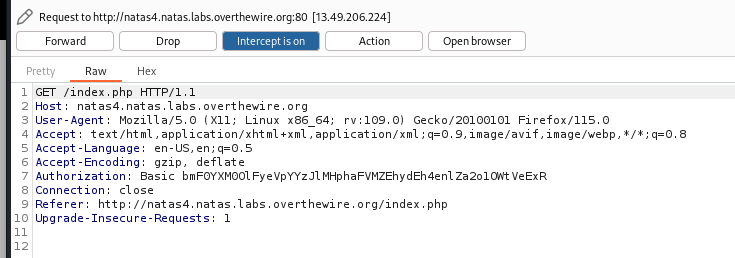 Request to http://natas4.natas.labs.overthewire.org:80 [13.49.206.224]
Forward Drop Intercept is on Action Open browser
Pretty Raw Hex
1 GET /index.php HTTP/1.1
2 Host: natas4.natas.labs.overthewire.org
3 User-Agent: Mozilla/5.0 (X11; Linux x86_64; rv:109.0) Gecko/20100101 Firefox/115.0
4 Accept: text/html,application/xhtml+xml,application/xml;q=0.9,image/avif,image/webp,*/*;q=0.8
5 Accept-Language: en-US,en;q=0.5
6 Accept-Encoding: gzip, deflate
7 Authorization: Basic bmF0YXM0OlFyeVpYYzJlMHphaFVMZEhydEh4enlZa2o1OWtVeExR
8 Connection: close
9 Referer: http://natas4.natas.labs.overthewire.org/index.php
10 Upgrade-Insecure-Requests: 1
11
12